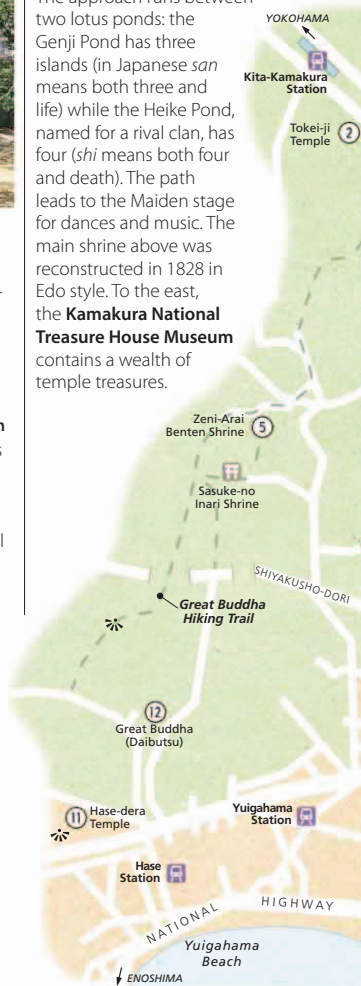 The approach runs between
two lotus ponds: the
Genji Pond has three
islands (in Japanese san
means both three and
life) while the Heike Pond,
named for a rival clan, has
four (shi means both four
and death). The path
leads to the Maiden stage
for dances and music. The
main shrine above was
reconstructed in 1828 in
Edo style. To the east,
the Kamakura National
Treasure House Museum
contains a wealth of
temple treasures.
YOKOHAMA
Kita-Kamakura
Station
Tokei-ji
Temple
2
Zeni-Arai
Benten Shrine
5
Sasuke-no
Inari Shrine
SHIYAKUSHO-DORI
Great Buddha
Hiking Trail
12
Great Buddha
(Daibutsu)
11
Hase-dera
Temple
Yuigahama
Station
Hase
Station
NATIONAL HIGHWAY
Yuigahama
Beach
ENOSHIMA